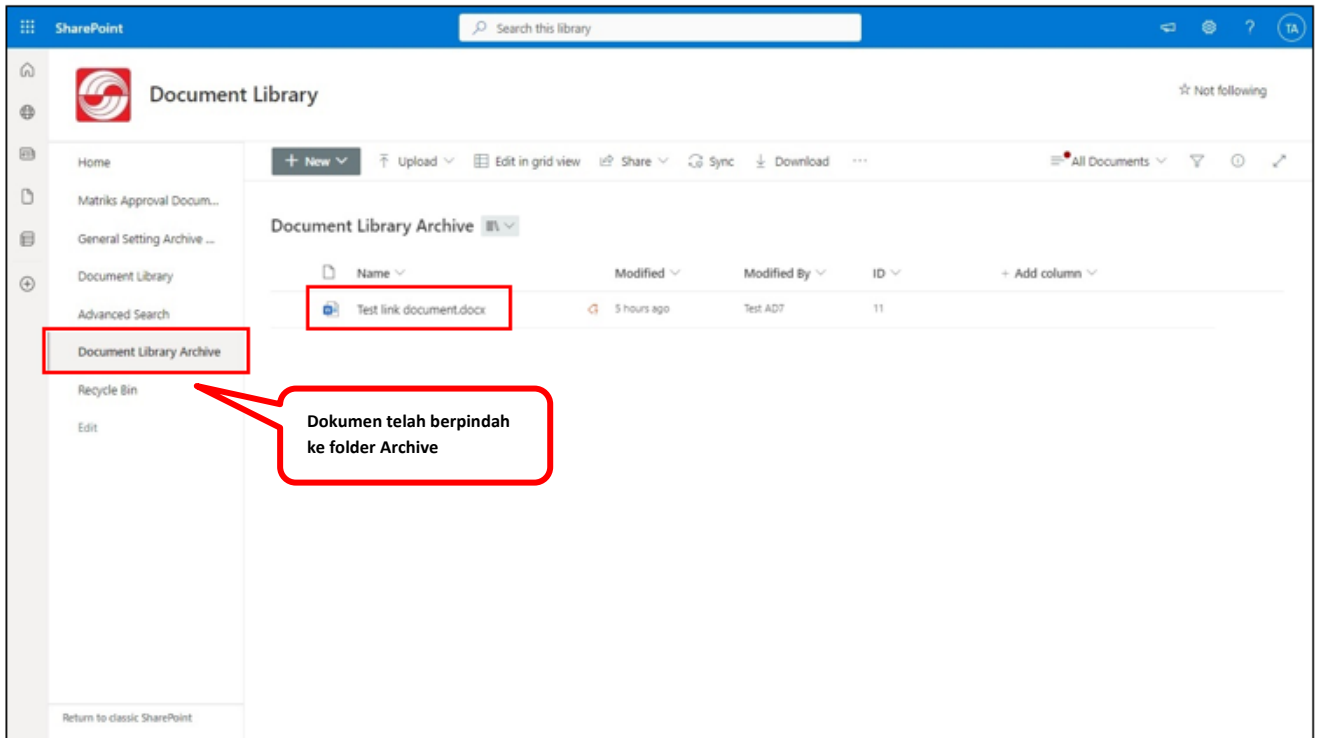 SharePoint
Search this library
?
TA
Document Library
Not following
Home
Matriks Approval Docum...
General Setting Archive ...
Document Library
Advanced Search
Document Library Archive
Recycle Bin
Edit
Return to classic SharePoint
+ New
Upload
Edit in grid view
Share
Sync
Download
...
All Documents
Document Library Archive
Name
Modified
Modified By
ID
+ Add column
Test link document.docx
5 hours ago
Test AD7
11
Dokumen telah berpindah
ke folder Archive